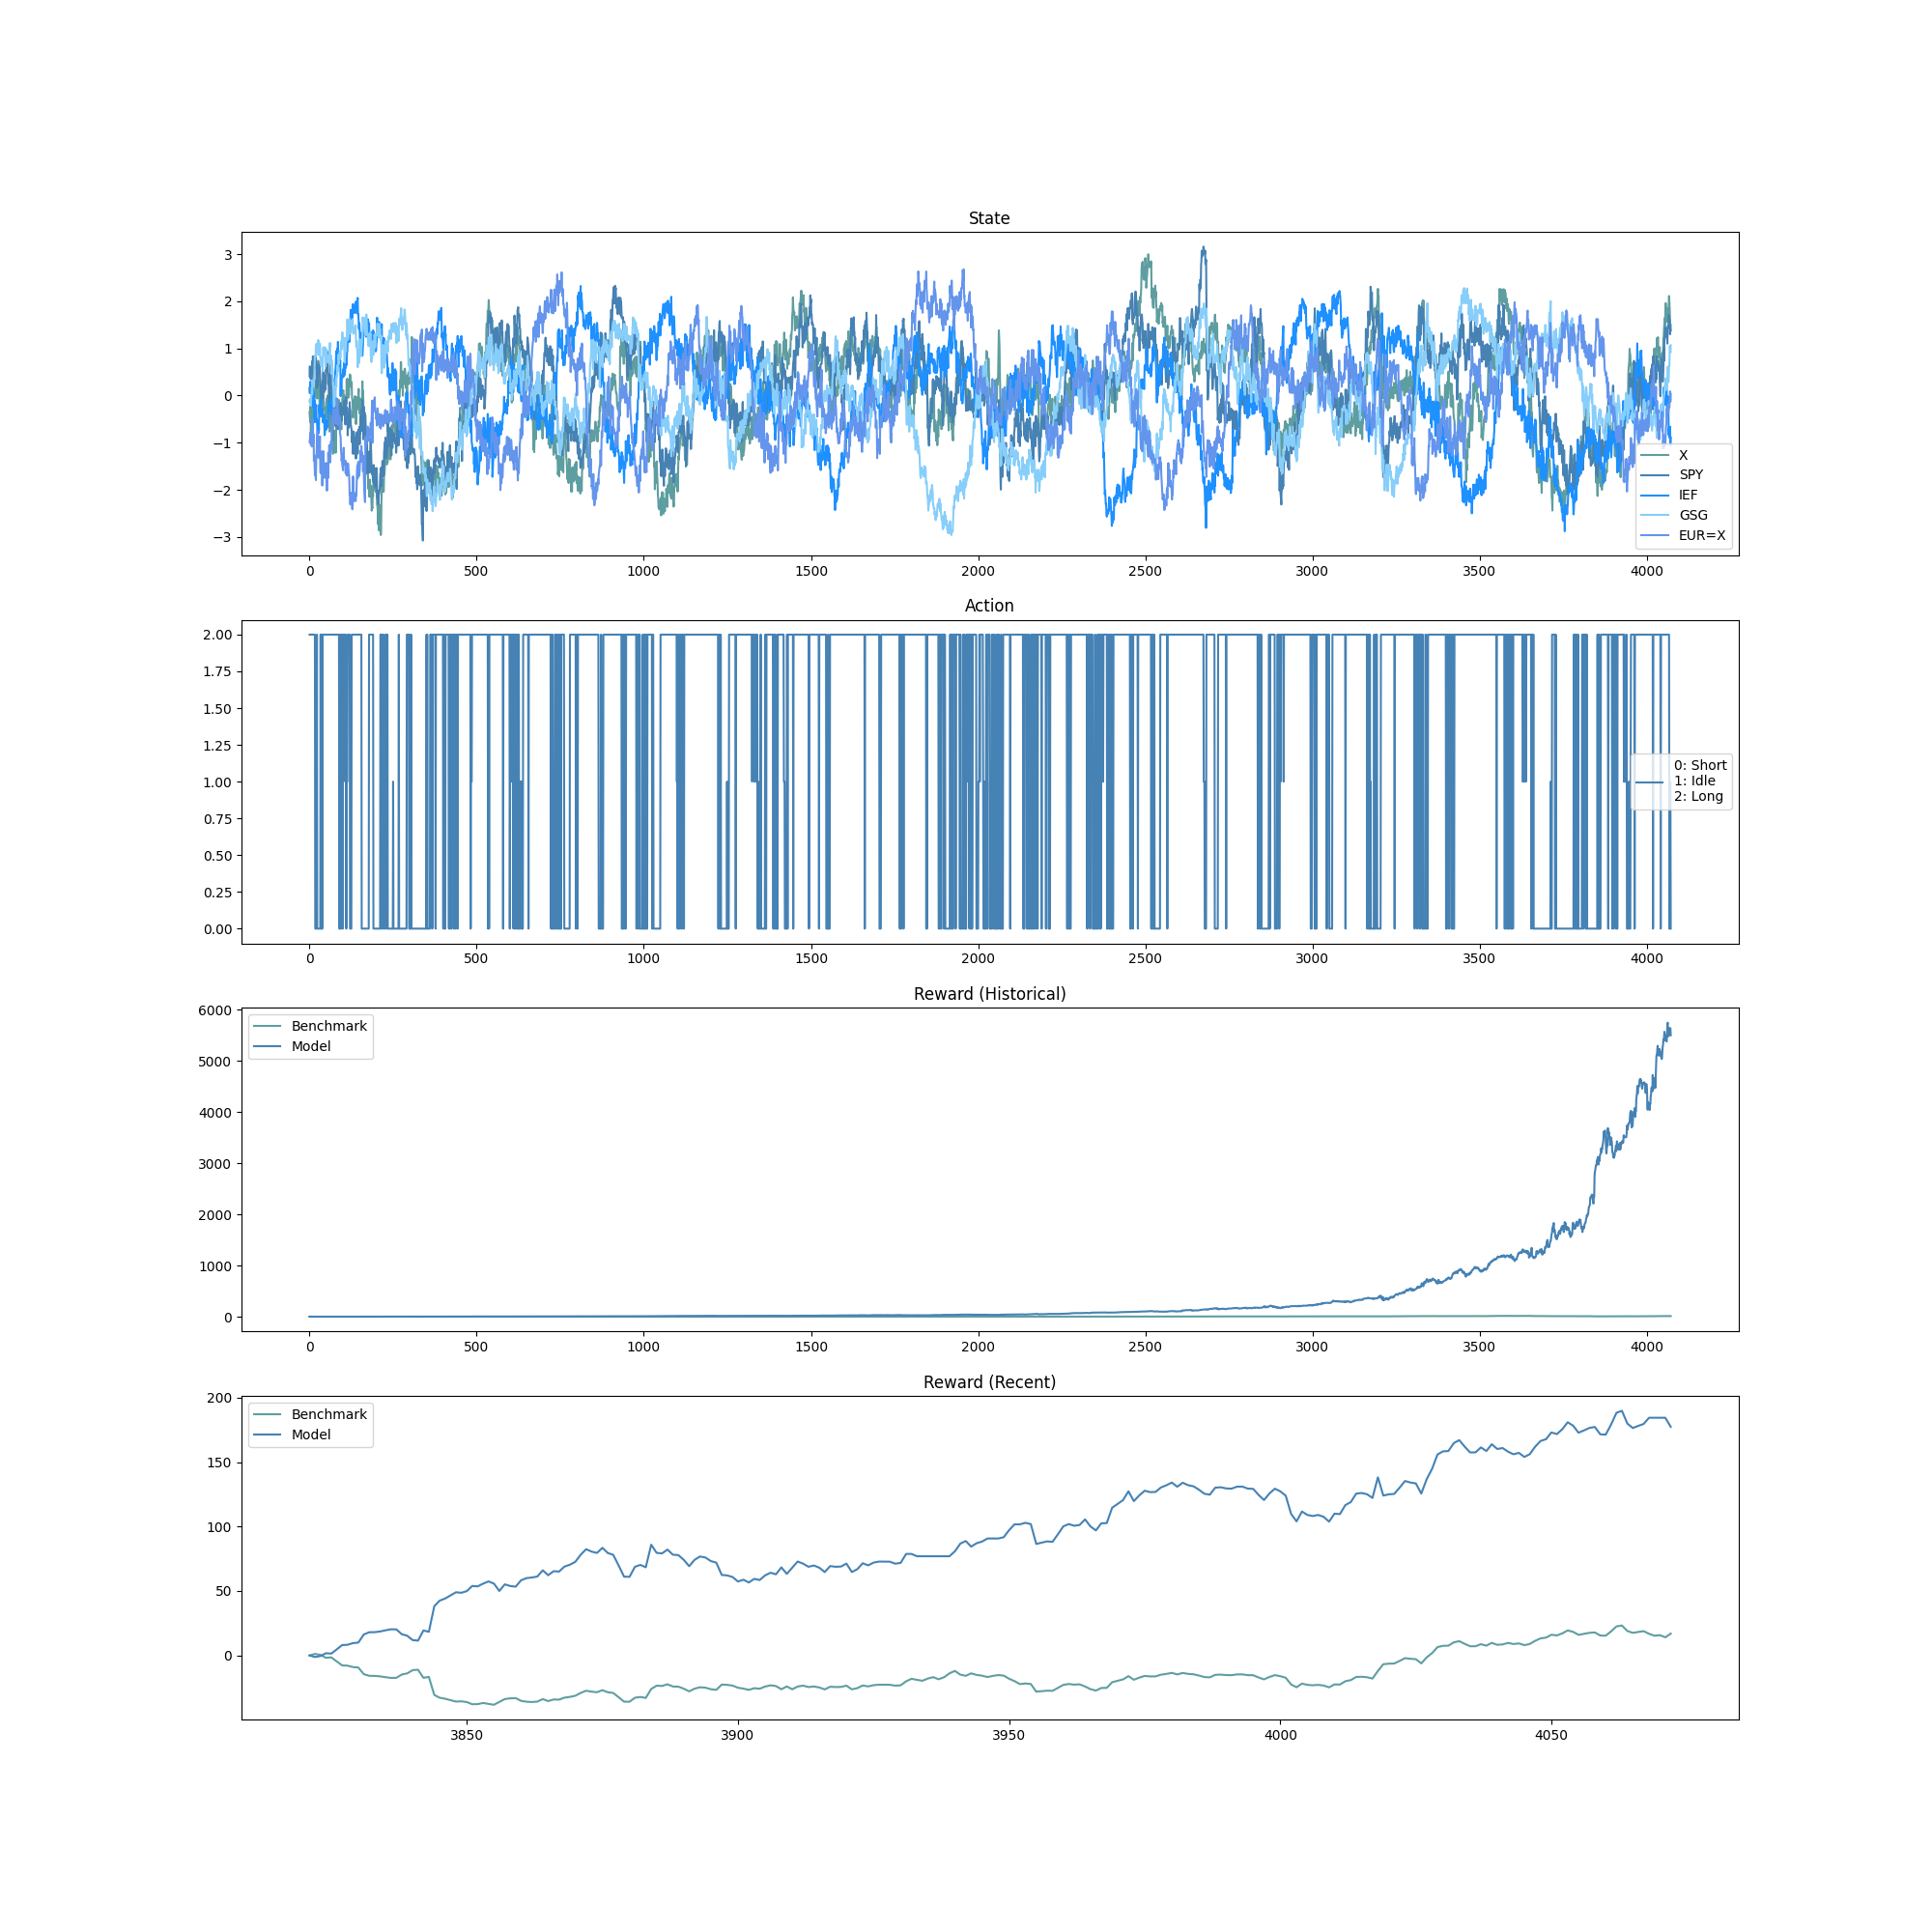 State
3
2
1
0
−1
−2
−3
X
SPY
IEF
GSG
EUR=X
0 500 1000 1500 2000 2500 3000 3500 4000
Action
2.00
1.75
1.50
1.25
1.00
0.75
0.50
0.25
0.00
0: Short
1: Idle
2: Long
0 500 1000 1500 2000 2500 3000 3500 4000
Reward (Historical)
6000
5000
4000
3000
2000
1000
0
Benchmark
Model
0 500 1000 1500 2000 2500 3000 3500 4000
Reward (Recent)
200
150
100
50
0
Benchmark
Model
3850 3900 3950 4000 4050